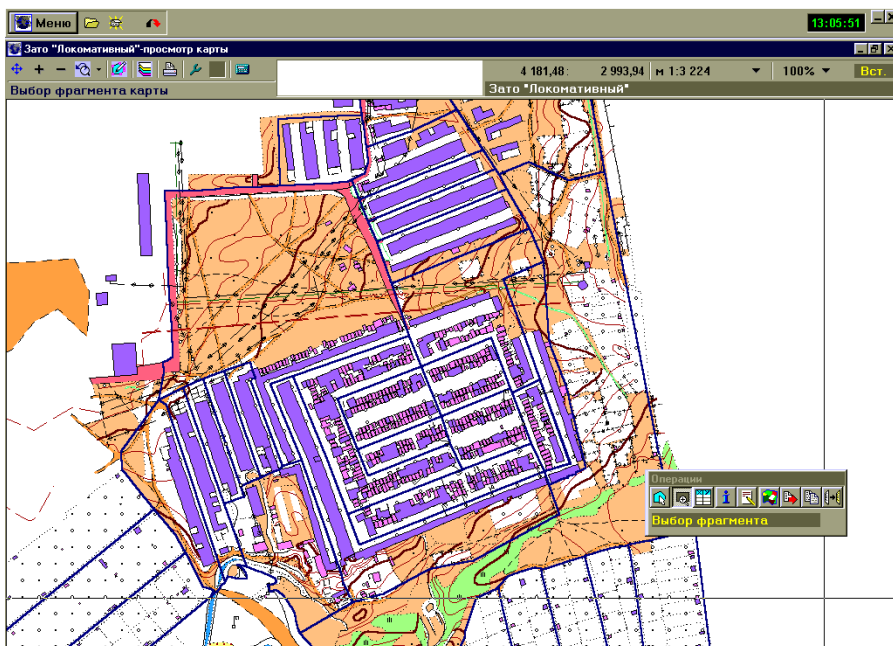 Меню
13:05:51
Зато "Локомативный"-просмотр карты
4 181,48: 2 993,94 м 1:3 224 100% Вст.
Выбор фрагмента карты
Зато "Локомативный"
Операции
Выбор фрагмента